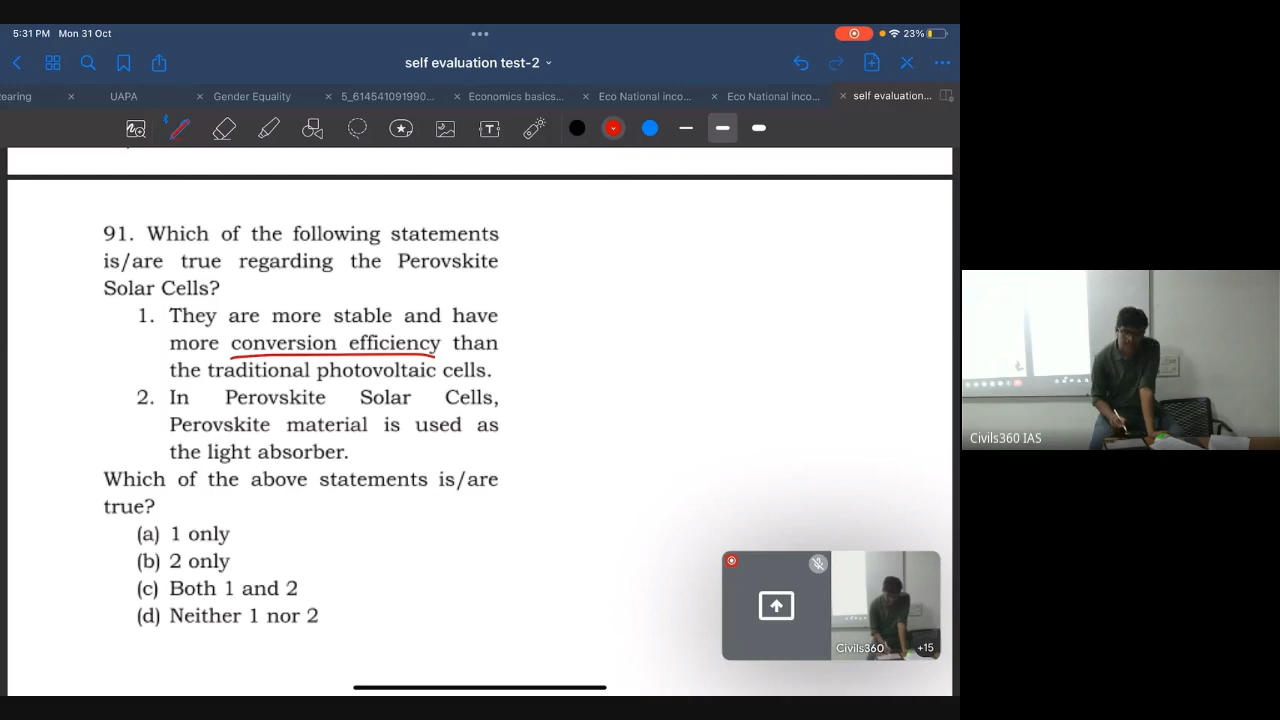 5:31 PM Mon 31 Oct
23%
self evaluation test-2
earing
UAPA
Gender Equality
5_614541091990...
Economics basics...
Eco National inco...
Eco National inco...
self evaluation...
T
91. Which of the following statements
is/are true regarding the Perovskite
Solar Cells?
1. They are more stable and have
more conversion efficiency than
the traditional photovoltaic cells.
2. In Perovskite Solar Cells,
Perovskite material is used as
the light absorber.
Which of the above statements is/are
true?
(a) 1 only
(b) 2 only
(c) Both 1 and 2
(d) Neither 1 nor 2
Civils360
+15
Civils360 IAS